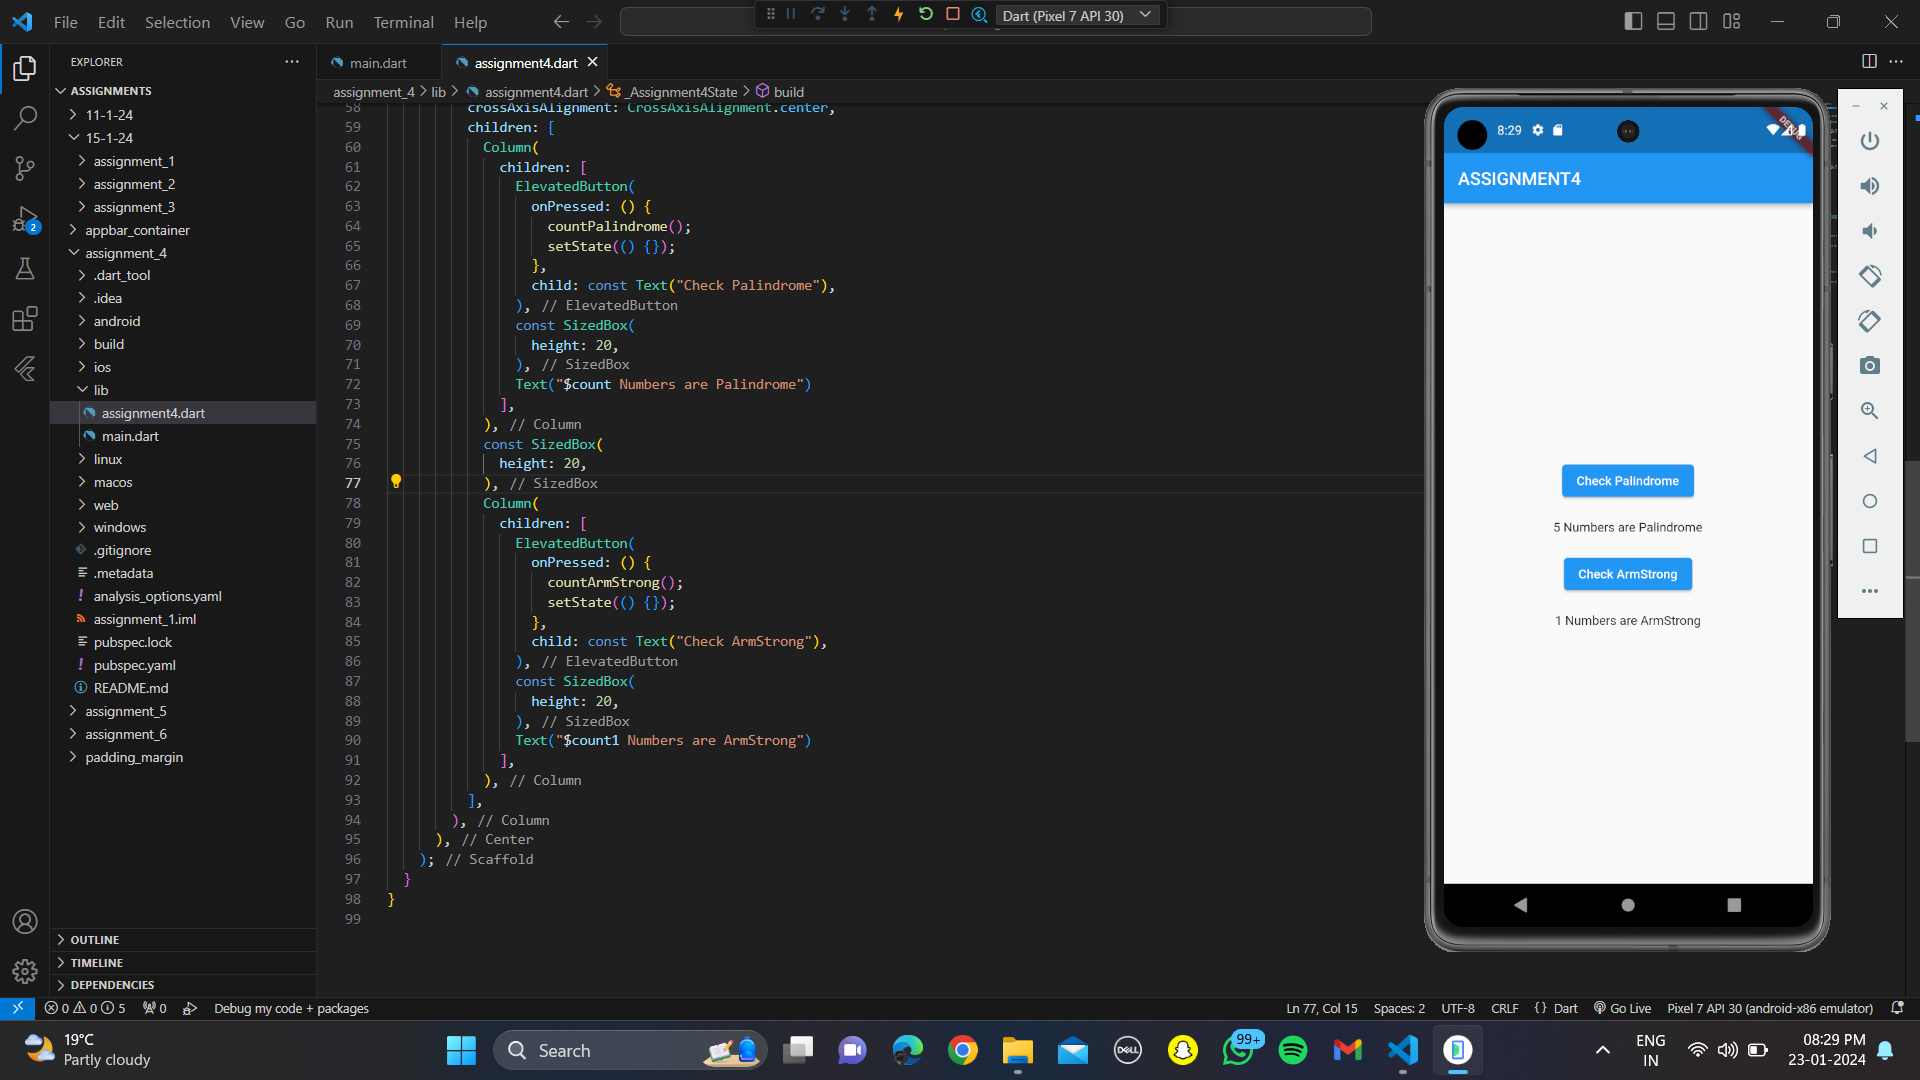 File Edit Selection View Go Run Terminal Help
Dart (Pixel 7 API 30)
EXPLORER
ASSIGNMENTS
11-1-24
15-1-24
assignment_1
assignment_2
assignment_3
appbar_container
assignment_4
.dart_tool
.idea
android
build
ios
lib
assignment4.dart
main.dart
linux
macos
web
windows
.gitignore
.metadata
analysis_options.yaml
assignment_1.iml
pubspec.lock
pubspec.yaml
README.md
assignment_5
assignment_6
padding_margin
OUTLINE
TIMELINE
DEPENDENCIES
2
main.dart assignment4.dart
assignment_4 > lib > assignment4.dart > _Assignment4State > build
58 crossAxisAlignment: CrossAxisAlignment.center,
59 children: [
60 Column(
61 children: [
62 ElevatedButton(
63 onPressed: () {
64 countPalindrome();
65 setState(() {});
66 },
67 child: const Text("Check Palindrome"),
68 ), // ElevatedButton
69 const SizedBox(
70 height: 20,
71 ), // SizedBox
72 Text("$count Numbers are Palindrome")
73 ],
74 ), // Column
75 const SizedBox(
76 height: 20,
77 ), // SizedBox
78 Column(
79 children: [
80 ElevatedButton(
81 onPressed: () {
82 countArmStrong();
83 setState(() {});
84 },
85 child: const Text("Check ArmStrong"),
86 ), // ElevatedButton
87 const SizedBox(
88 height: 20,
89 ), // SizedBox
90 Text("$count1 Numbers are ArmStrong")
91 ],
92 ), // Column
93 ],
94 ), // Column
95 ), // Center
96 ); // Scaffold
97 }
98 }
99
8:29
DEBUG
ASSIGNMENT4
Check Palindrome
5 Numbers are Palindrome
Check ArmStrong
1 Numbers are ArmStrong
0 0 5 0 Debug my code + packages Ln 77, Col 15 Spaces: 2 UTF-8 CRLF {} Dart Go Live Pixel 7 API 30 (android-x86 emulator)
19°C
Partly cloudy
Search
DELL
99+
ENG
IN
08:29 PM
23-01-2024